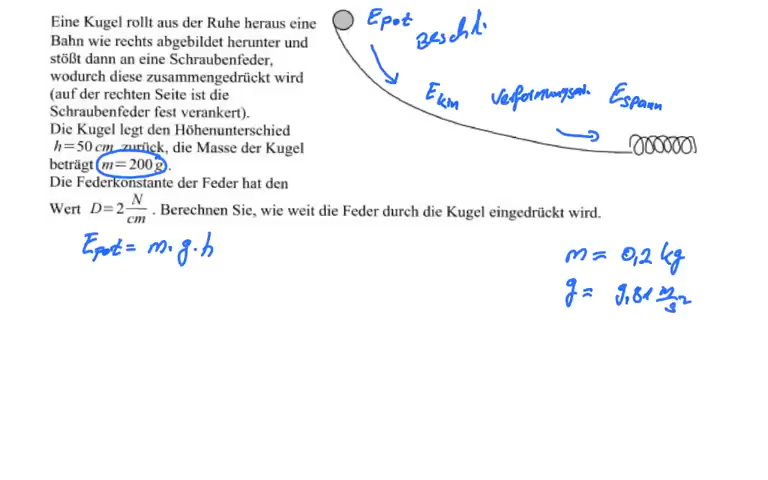 Eine Kugel rollt aus der Ruhe heraus eine
Bahn wie rechts abgebildet herunter und
stößt dann an eine Schraubenfeder,
wodurch diese zusammengedrückt wird
(auf der rechten Seite ist die
Schraubenfeder fest verankert).
Die Kugel legt den Höhenunterschied
h=50 cm zurück, die Masse der Kugel
beträgt m=200 g.
Die Federkonstante der Feder hat den
Wert D=2 N/cm . Berechnen Sie, wie weit die Feder durch die Kugel eingedrückt wird.
Epot
Beschl.
Ekin Verformungsar. Espann
Epot = m·g·h
m = 0,2 kg
g = 9,81 m/s²